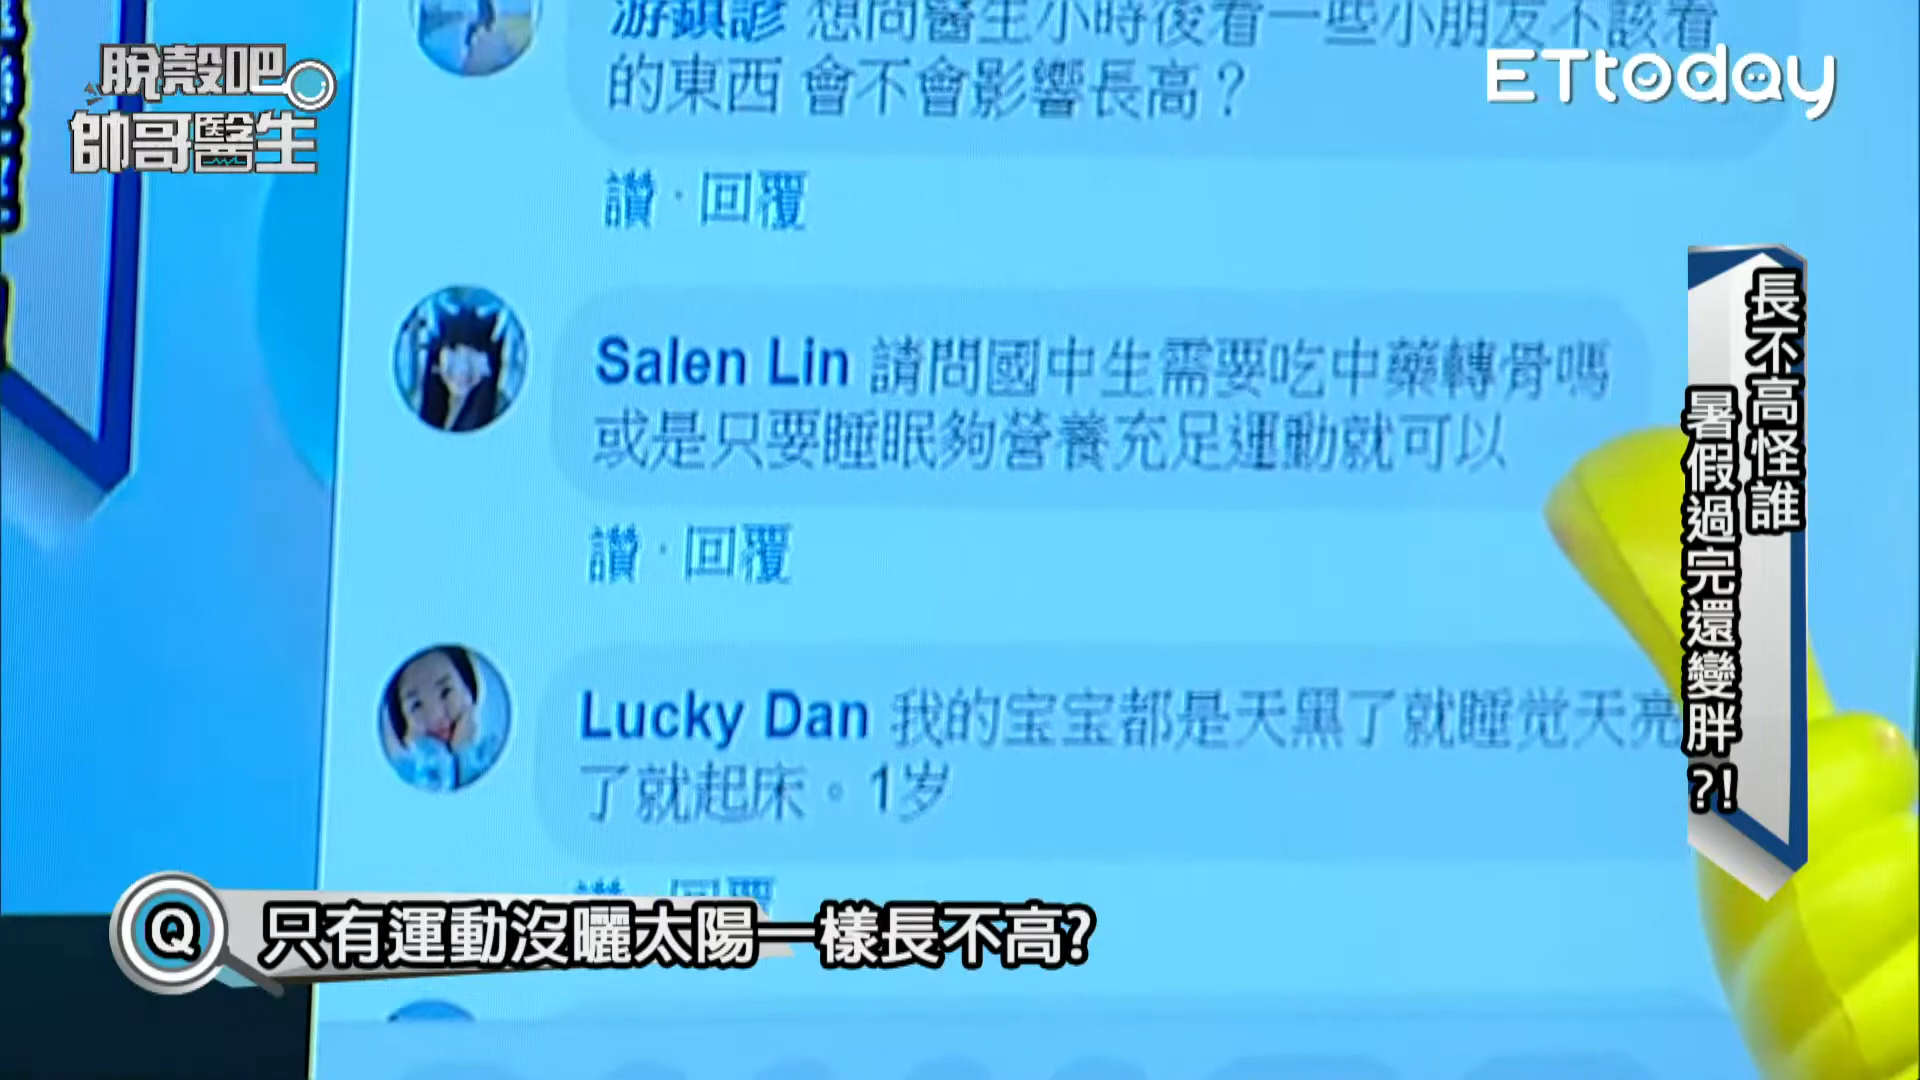 脫殼吧
帥哥醫生
ETtoday
游鎮諺 想問醫生小時後看一些小朋友不該看
的東西 會不會影響長高？
讚·回覆
Salen Lin 請問國中生需要吃中藥轉骨嗎
或是只要睡眠夠營養充足運動就可以
讚·回覆
Lucky Dan 我的宝宝都是天黑了就睡觉天亮
了就起床。1岁
讚 回覆
長不高怪誰
暑假過完還變胖?!
Q 只有運動沒曬太陽一樣長不高?